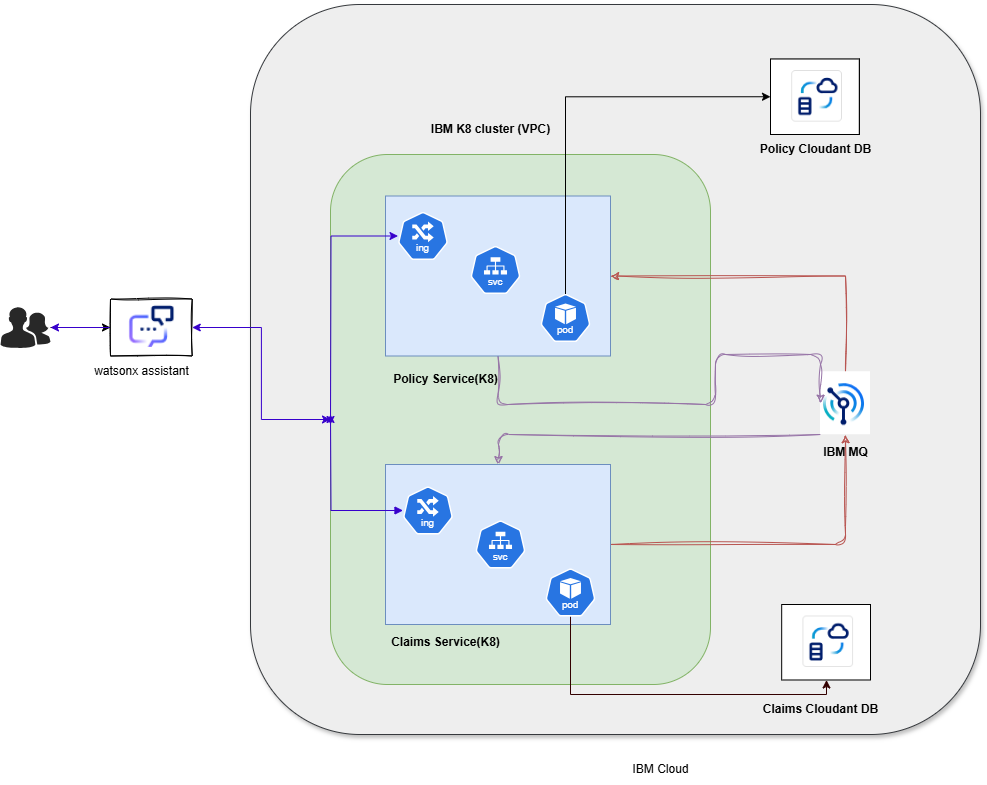 IBM K8 cluster (VPC)
Policy Cloudant DB
ing
svc
pod
watsonx assistant
Policy Service(K8)
IBM MQ
ing
svc
pod
Claims Service(K8)
Claims Cloudant DB
IBM Cloud